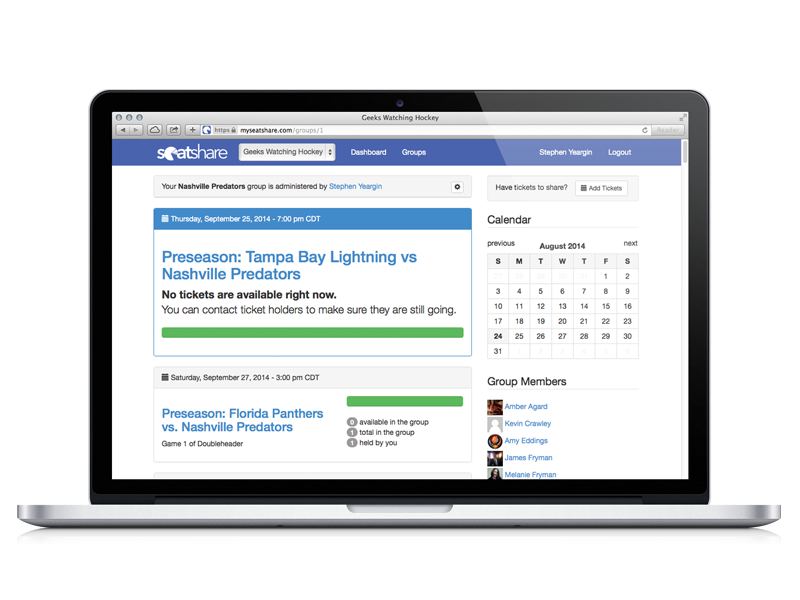 Geeks Watching Hockey
https myseatshare.com/groups/1
Reader
seatshare
Geeks Watching Hockey
Dashboard
Groups
Stephen Yeargin
Logout
Your Nashville Predators group is administered by Stephen Yeargin
Thursday, September 25, 2014 - 7:00 pm CDT
Preseason: Tampa Bay Lightning vs
Nashville Predators
No tickets are available right now.
You can contact ticket holders to make sure they are still going.
Saturday, September 27, 2014 - 3:00 pm CDT
Preseason: Florida Panthers
vs. Nashville Predators
Game 1 of Doubleheader
0 available in the group
1 total in the group
1 held by you
Have tickets to share?
Add Tickets
Calendar
previous
August 2014
next
S M T W T F S
27 28 29 30 31 1 2
3 4 5 6 7 8 9
10 11 12 13 14 15 16
17 18 19 20 21 22 23
24 25 26 27 28 29 30
31 1 2 3 4 5 6
Group Members
Amber Agard
Kevin Crawley
Amy Eddings
James Fryman
Melanie Fryman